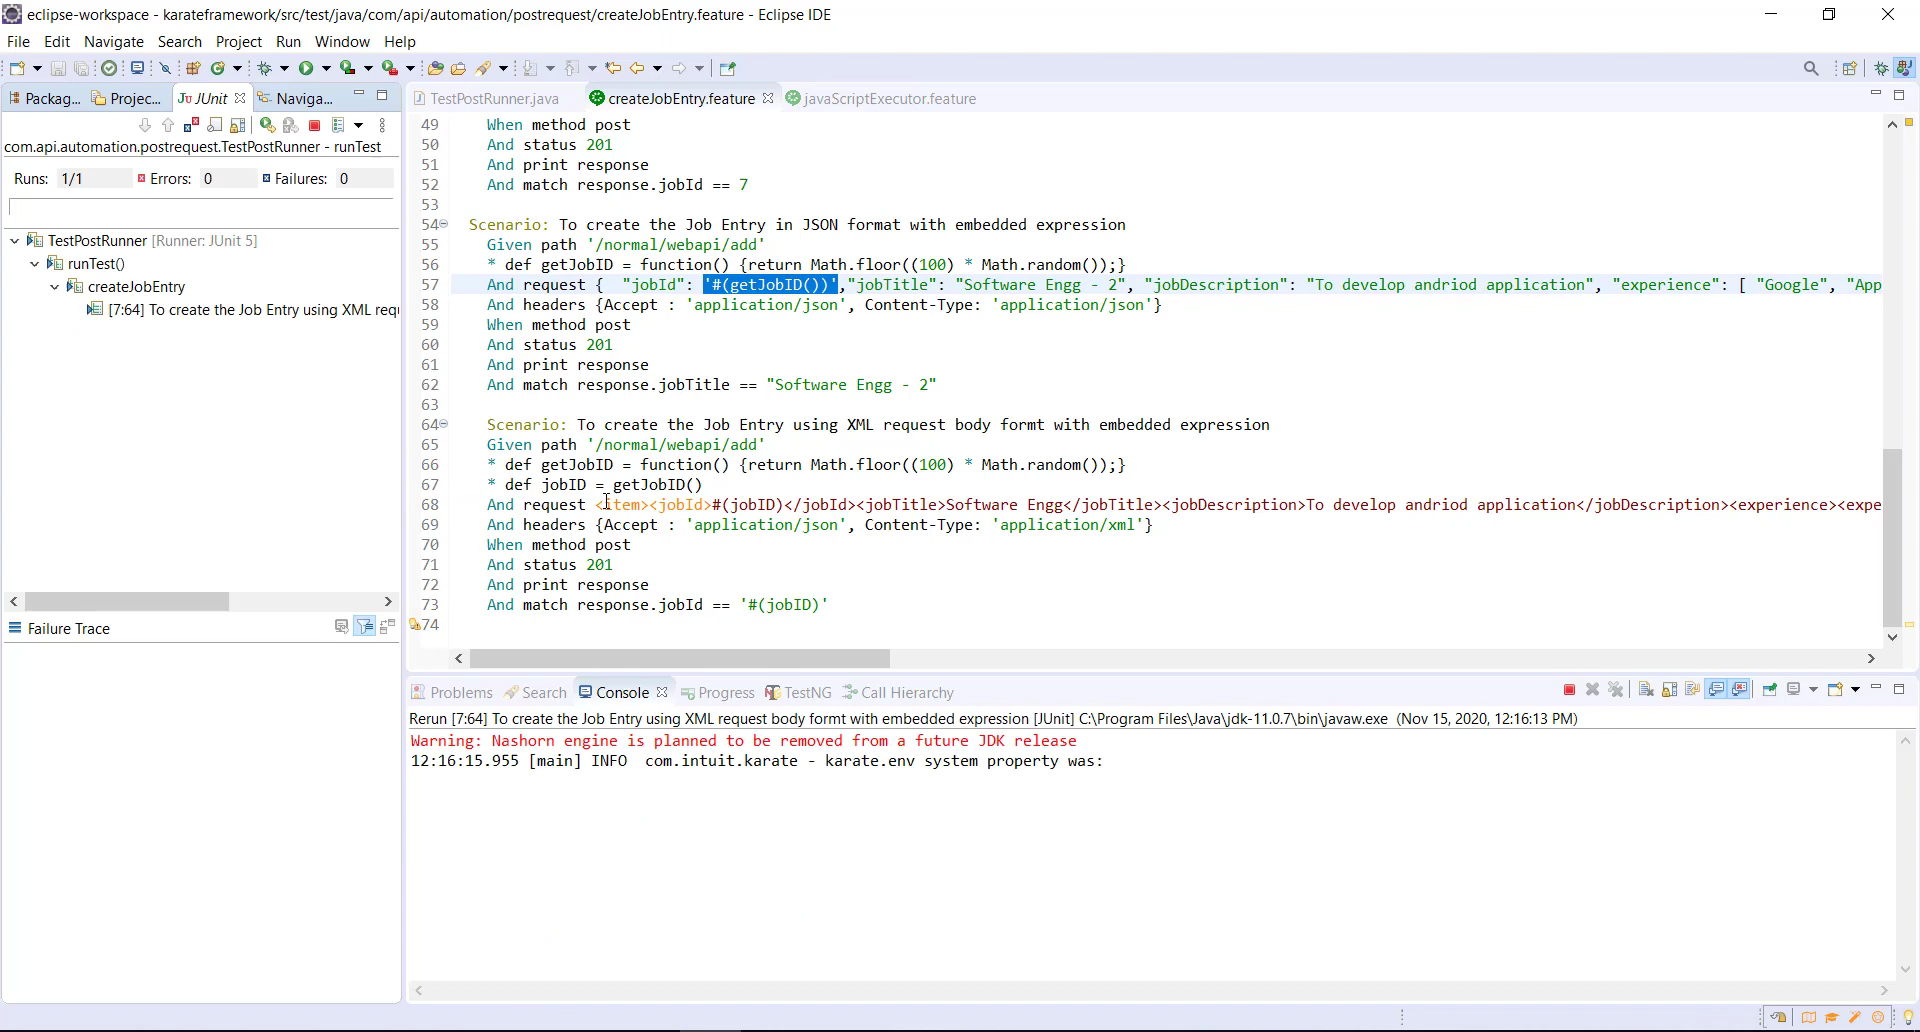 eclipse-workspace - karateframework/src/test/java/com/api/automation/postrequest/createJobEntry.feature - Eclipse IDE
File Edit Navigate Search Project Run Window Help
Packag... Projec... JUnit Naviga...
TestPostRunner.java createJobEntry.feature javaScriptExecutor.feature
com.api.automation.postrequest.TestPostRunner - runTest
Runs: 1/1 Errors: 0 Failures: 0
TestPostRunner [Runner: JUnit 5]
runTest()
createJobEntry
[7:64] To create the Job Entry using XML req
Failure Trace
49 When method post
50 And status 201
51 And print response
52 And match response.jobId == 7
53
54 Scenario: To create the Job Entry in JSON format with embedded expression
55 Given path '/normal/webapi/add'
56 * def getJobID = function() {return Math.floor((100) * Math.random());}
57 And request { "jobId": '#(getJobID())',"jobTitle": "Software Engg - 2", "jobDescription": "To develop andriod application", "experience": [ "Google", "App
58 And headers {Accept : 'application/json', Content-Type: 'application/json'}
59 When method post
60 And status 201
61 And print response
62 And match response.jobTitle == "Software Engg - 2"
63
64 Scenario: To create the Job Entry using XML request body formt with embedded expression
65 Given path '/normal/webapi/add'
66 * def getJobID = function() {return Math.floor((100) * Math.random());}
67 * def jobID = getJobID()
68 And request <item><jobId>#(jobID)</jobId><jobTitle>Software Engg</jobTitle><jobDescription>To develop andriod application</jobDescription><experience><expe
69 And headers {Accept : 'application/json', Content-Type: 'application/xml'}
70 When method post
71 And status 201
72 And print response
73 And match response.jobId == '#(jobID)'
74
Problems Search Console Progress TestNG Call Hierarchy
Rerun [7:64] To create the Job Entry using XML request body formt with embedded expression [JUnit] C:\Program Files\Java\jdk-11.0.7\bin\javaw.exe (Nov 15, 2020, 12:16:13 PM)
Warning: Nashorn engine is planned to be removed from a future JDK release
12:16:15.955 [main] INFO com.intuit.karate - karate.env system property was: